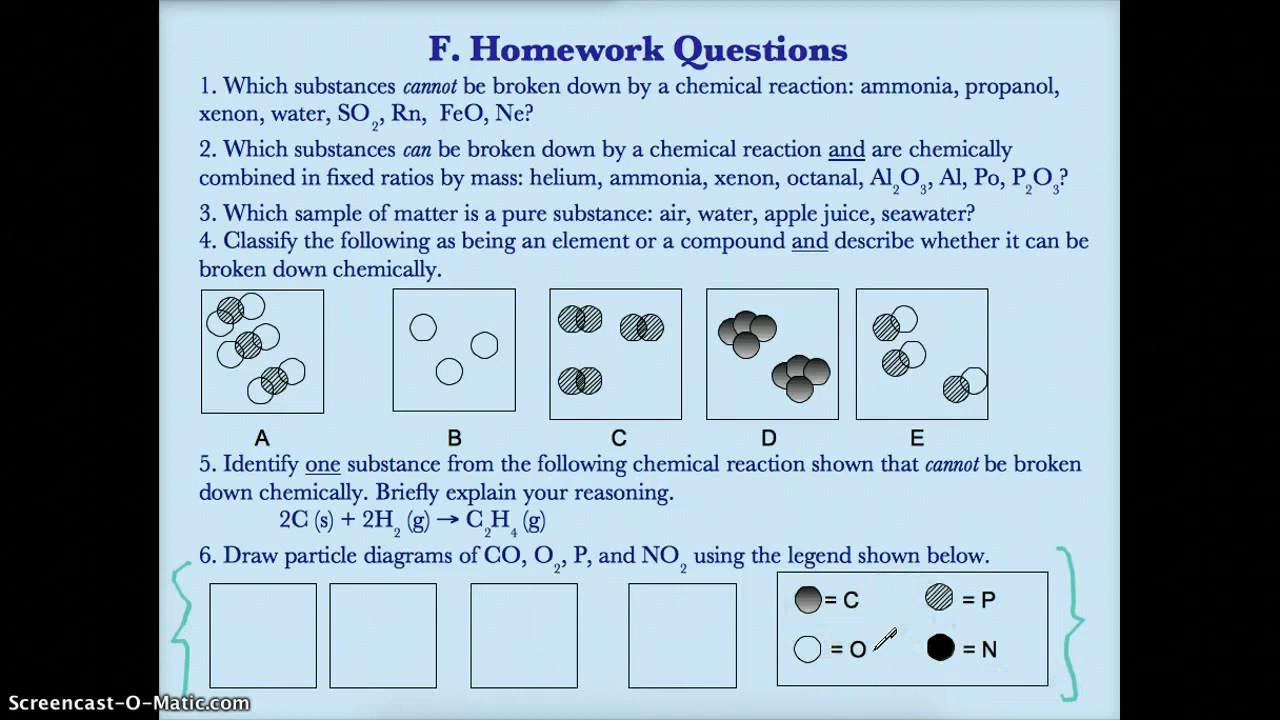 F. Homework Questions
1. Which substances cannot be broken down by a chemical reaction: ammonia, propanol,
xenon, water, SO₂, Rn, FeO, Ne?
2. Which substances can be broken down by a chemical reaction and are chemically
combined in fixed ratios by mass: helium, ammonia, xenon, octanal, Al₂O₃, Al, Po, P₂O₃?
3. Which sample of matter is a pure substance: air, water, apple juice, seawater?
4. Classify the following as being an element or a compound and describe whether it can be
broken down chemically.
A B C D E
5. Identify one substance from the following chemical reaction shown that cannot be broken
down chemically. Briefly explain your reasoning.
2C (s) + 2H₂ (g) → C₂H₄ (g)
6. Draw particle diagrams of CO, O₂, P, and NO₂ using the legend shown below.
= C = P
= O = N
Screencast-O-Matic.com